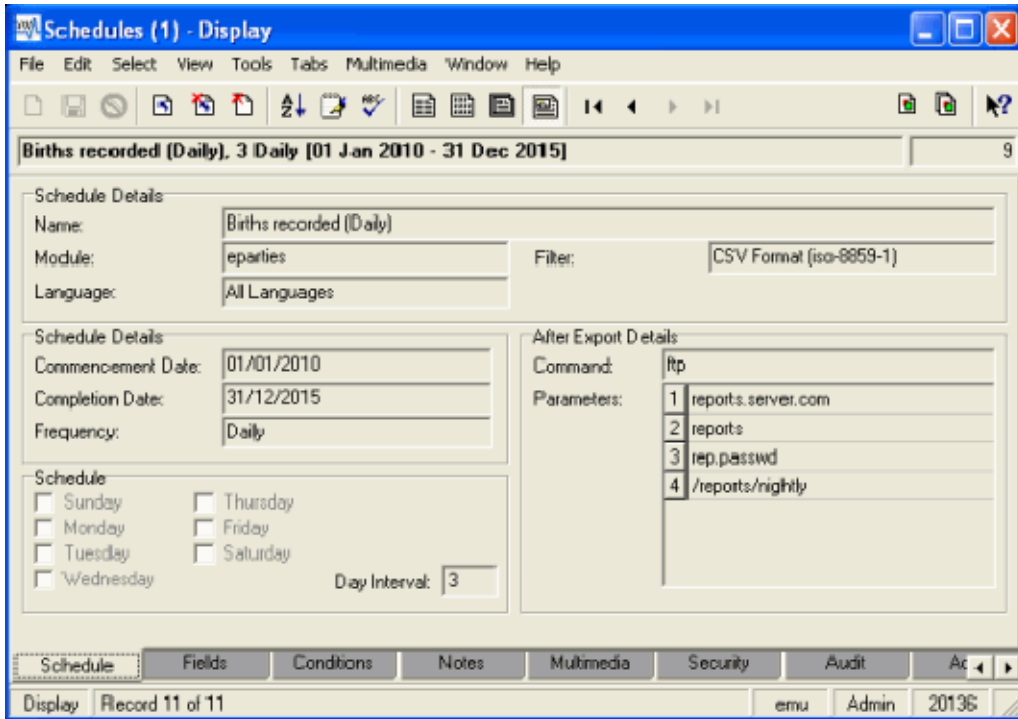 Schedules (1) - Display
File Edit Select View Tools Tabs Multimedia Window Help
Births recorded (Daily), 3 Daily [01 Jan 2010 - 31 Dec 2015] 9
Schedule Details
Name: Births recorded (Daily)
Module: eparties Filter: CSV Format (iso-8859-1)
Language: All Languages
Schedule Details
Commencement Date: 01/01/2010
Completion Date: 31/12/2015
Frequency: Daily
After Export Details
Command: ftp
Parameters: 1 reports.server.com
2 reports
3 rep.passwd
4 /reports/nightly
Schedule
Sunday Thursday
Monday Friday
Tuesday Saturday
Wednesday
Day Interval: 3
Schedule Fields Conditions Notes Multimedia Security Audit
Display Record 11 of 11 emu Admin 20136